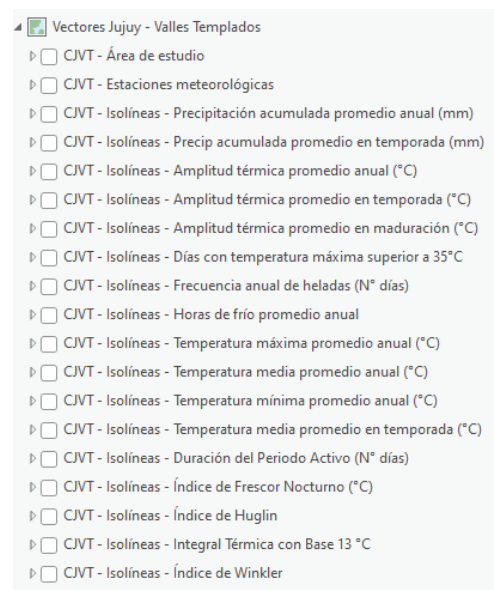 Vectores Jujuy - Valles Templados
CJVT - Área de estudio
CJVT - Estaciones meteorológicas
CJVT - Isolíneas - Precipitación acumulada promedio anual (mm)
CJVT - Isolíneas - Precip acumulada promedio en temporada (mm)
CJVT - Isolíneas - Amplitud térmica promedio anual (°C)
CJVT - Isolíneas - Amplitud térmica promedio en temporada (°C)
CJVT - Isolíneas - Amplitud térmica promedio en maduración (°C)
CJVT - Isolíneas - Días con temperatura máxima superior a 35°C
CJVT - Isolíneas - Frecuencia anual de heladas (N° días)
CJVT - Isolíneas - Horas de frío promedio anual
CJVT - Isolíneas - Temperatura máxima promedio anual (°C)
CJVT - Isolíneas - Temperatura media promedio anual (°C)
CJVT - Isolíneas - Temperatura mínima promedio anual (°C)
CJVT - Isolíneas - Temperatura media promedio en temporada (°C)
CJVT - Isolíneas - Duración del Periodo Activo (N° días)
CJVT - Isolíneas - Índice de Frescor Nocturno (°C)
CJVT - Isolíneas - Índice de Huglin
CJVT - Isolíneas - Integral Térmica con Base 13 °C
CJVT - Isolíneas - Índice de Winkler